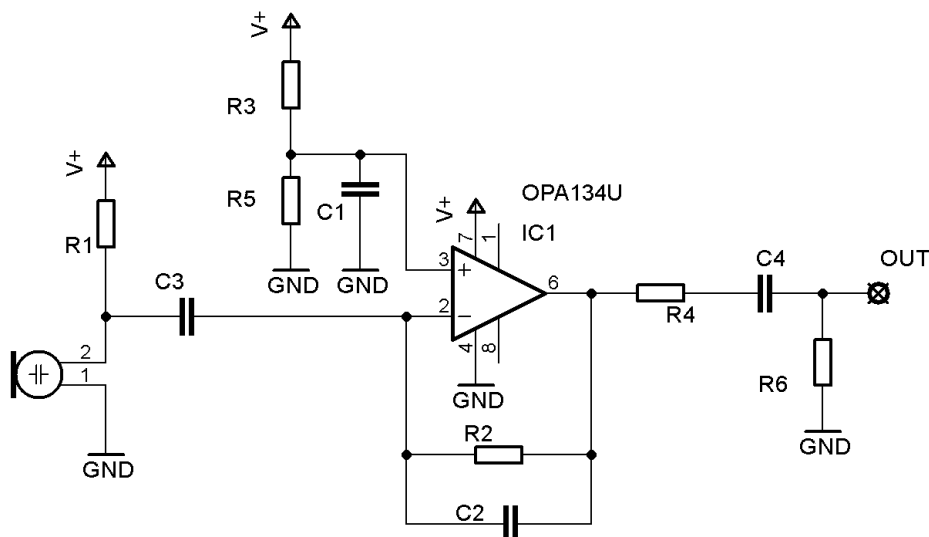 V+
R3
V+
R5
C1
OPA134U
V+
7
1
IC1
R1
GND
GND
3
+
C4
OUT
C3
6
2
−
R4
2
1
4
8
R6
GND
R2
GND
GND
C2